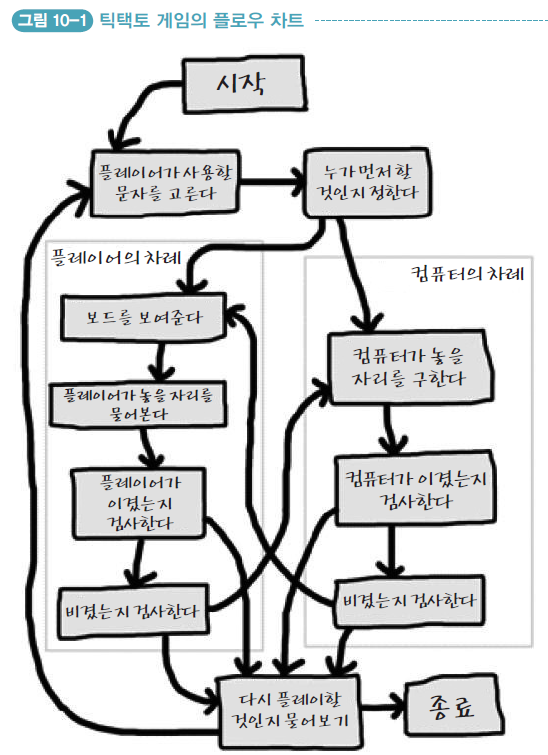 그림 10-1 틱택토 게임의 플로우 차트
시작
플레이어가 사용할
문자를 고른다
누가 먼저 할
것인지 정한다
플레이어의 차례
컴퓨터의 차례
보드를 보여준다
컴퓨터가 놓을
자리를 구한다
플레이어가 놓을 자리를
물어본다
플레이어가
이겼는지
검사한다
컴퓨터가 이겼는지
검사한다
비겼는지 검사한다
비겼는지 검사한다
다시 플레이할
것인지 물어보기
종료